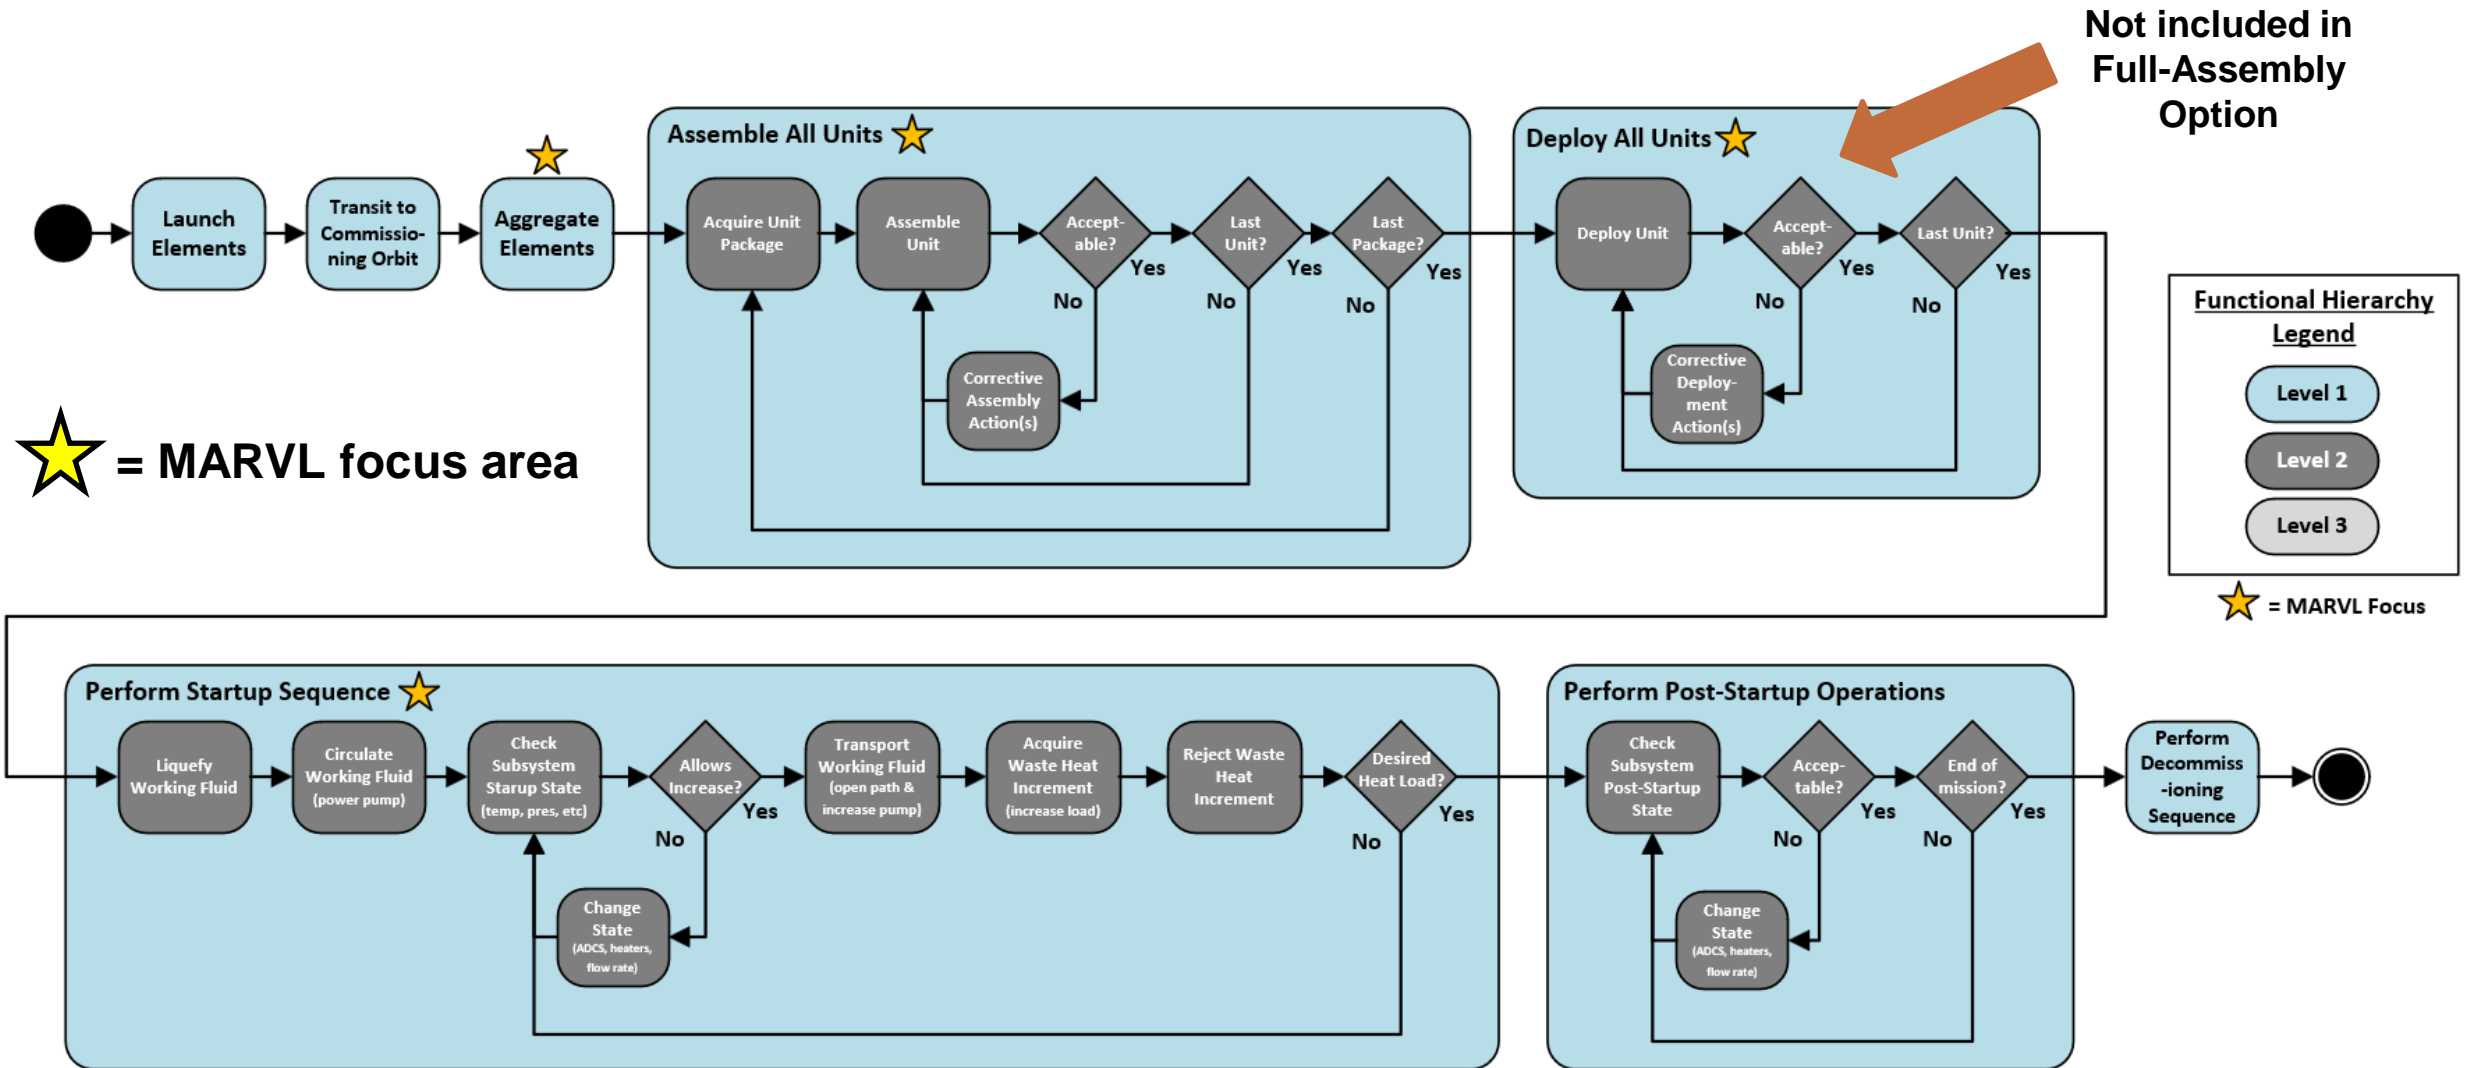 Not included in
Full-Assembly
Option
Launch
Elements
Transit to
Commissio-
ning Orbit
Aggregate
Elements
Assemble All Units
Acquire Unit
Package
Assemble
Unit
Accept-
able?
Yes
No
Last
Unit?
Yes
No
Last
Package?
Yes
No
Corrective
Assembly
Action(s)
Deploy All Units
Deploy Unit
Accept-
able?
Yes
No
Last Unit?
Yes
No
Corrective
Deploy-
ment
Action(s)
Functional Hierarchy
Legend
Level 1
Level 2
Level 3
= MARVL Focus
= MARVL focus area
Perform Startup Sequence
Liquefy
Working Fluid
Circulate
Working Fluid
(power pump)
Check
Subsystem
Starup State
(temp, pres, etc)
Allows
Increase?
Yes
No
Change
State
(ADCS, heaters,
flow rate)
Transport
Working Fluid
(open path &
increase pump)
Acquire
Waste Heat
Increment
(increase load)
Reject Waste
Heat
Increment
Desired
Heat Load?
Yes
No
Perform Post-Startup Operations
Check
Subsystem
Post-Startup
State
Accep-
table?
Yes
No
Change
State
(ADCS, heaters,
flow rate)
End of
mission?
Yes
No
Perform
Decommiss
-ioning
Sequence